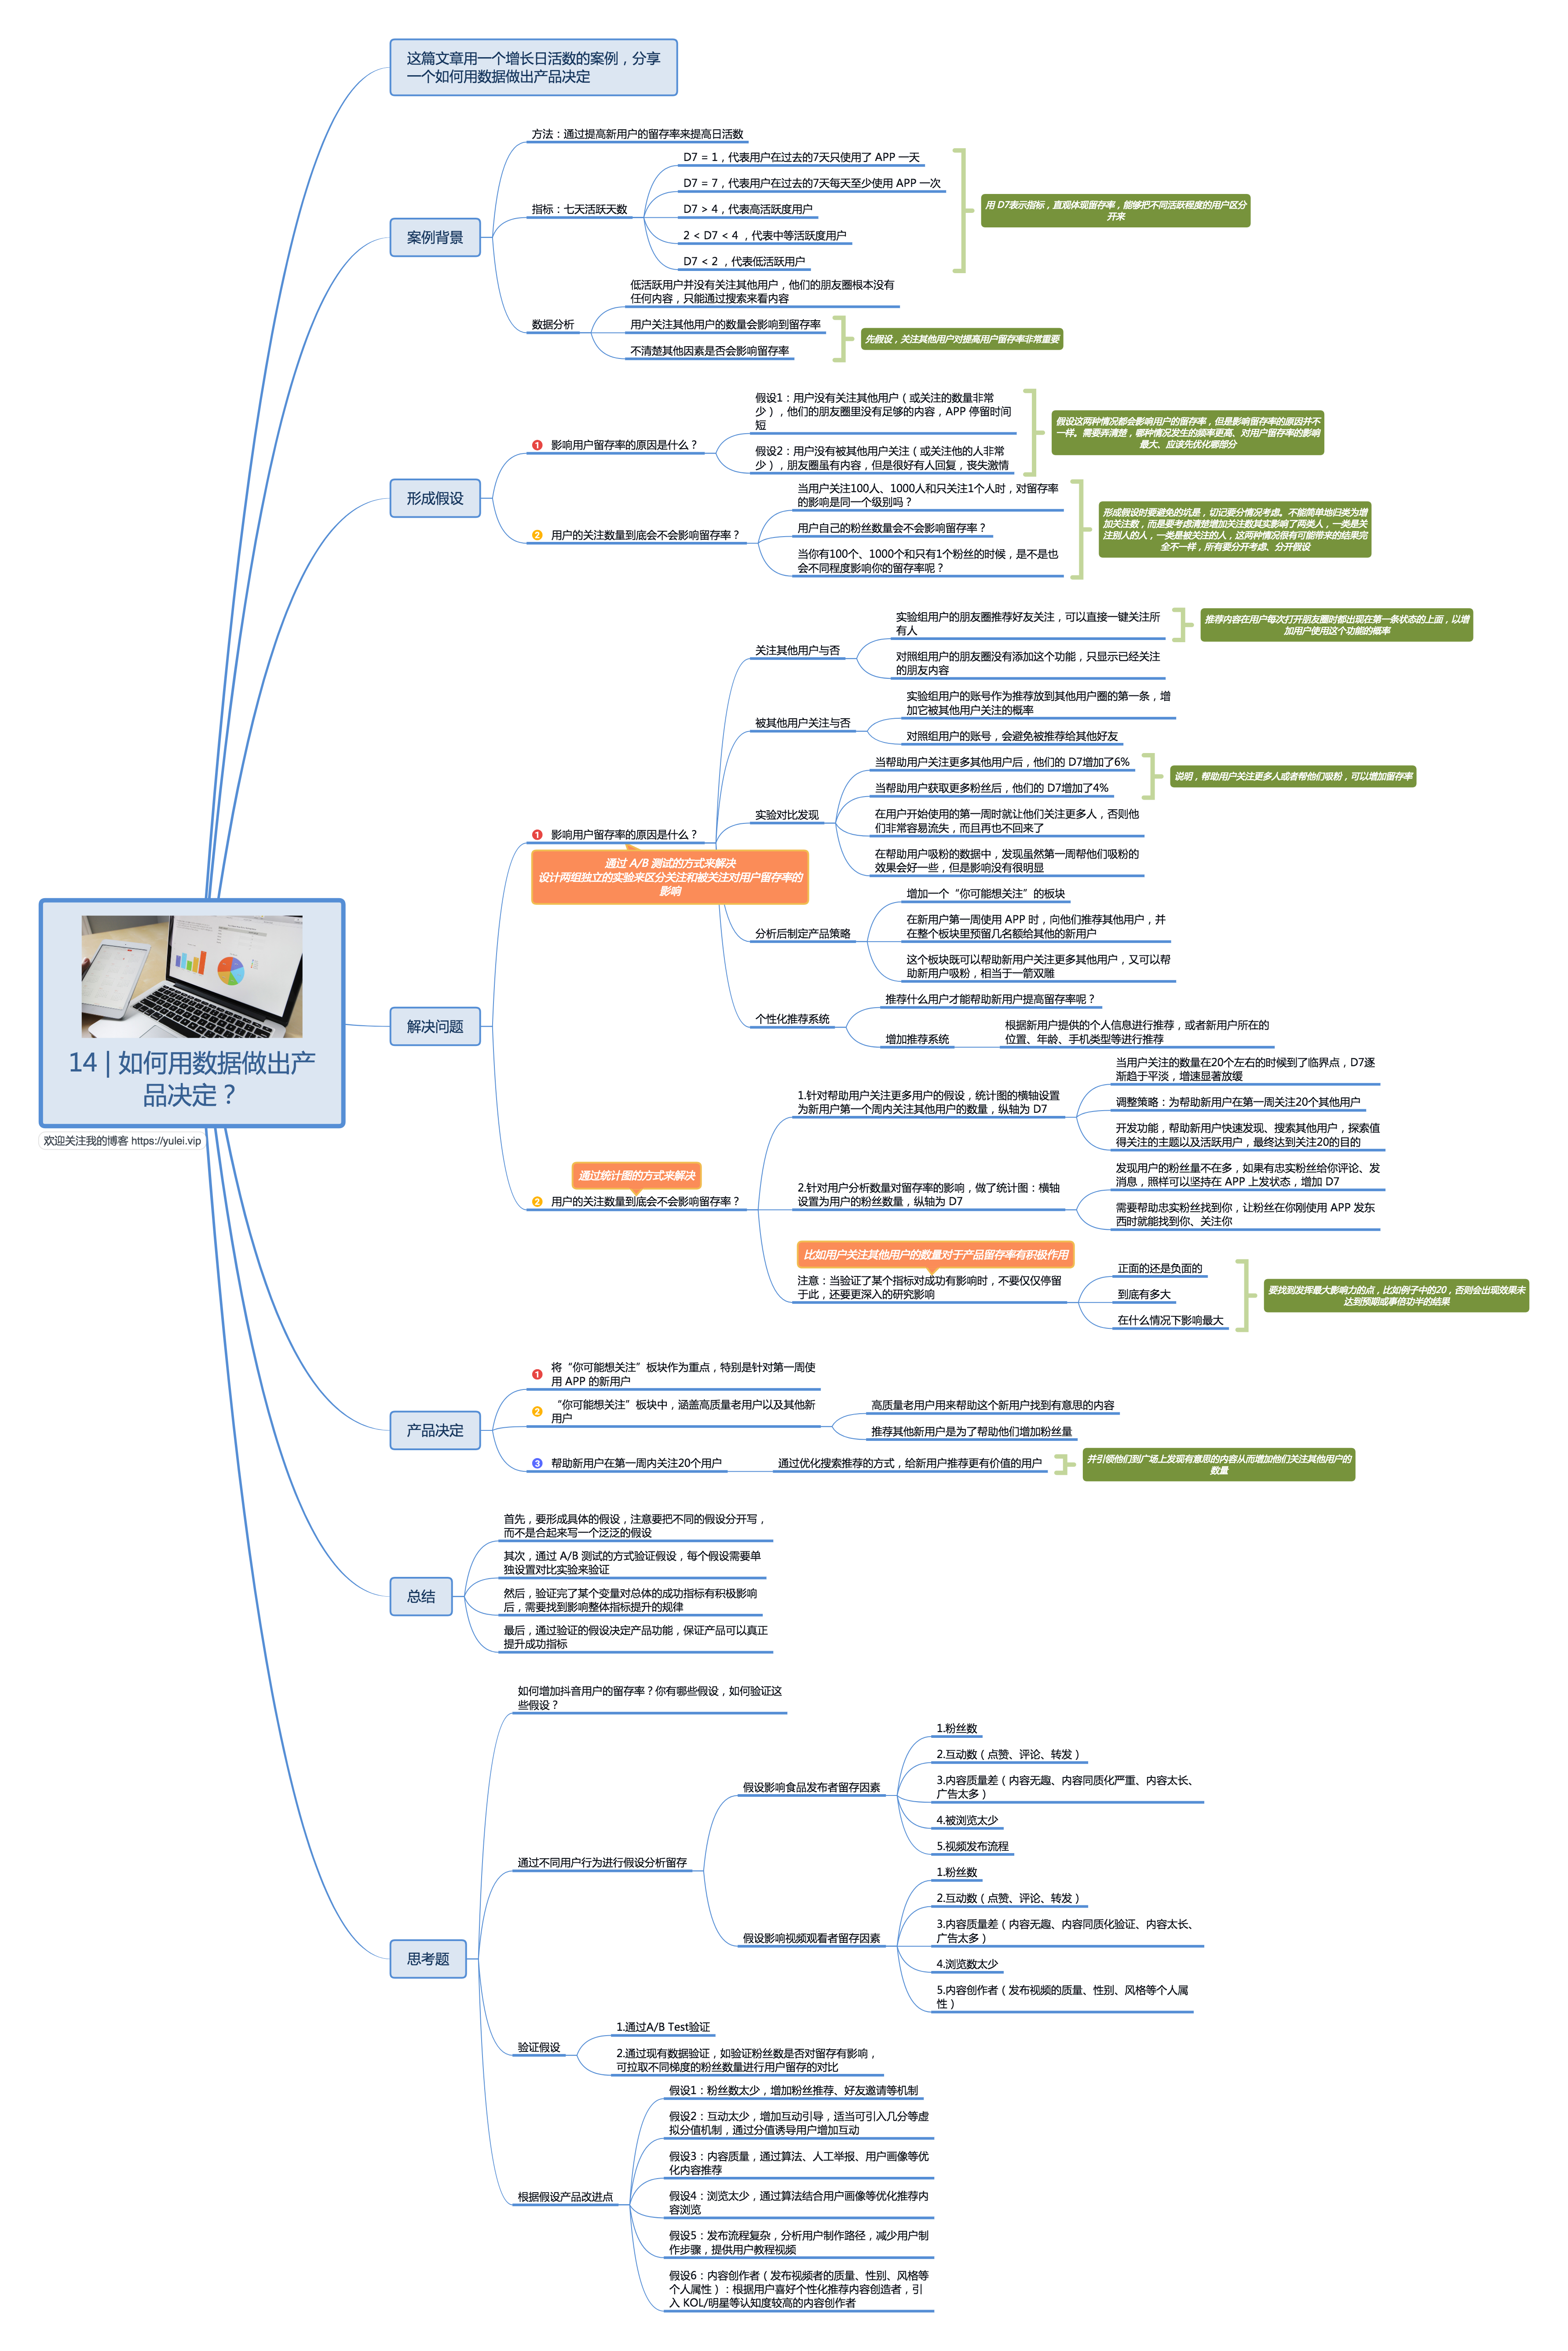 这篇文章用一个增长日活数的案例，分享
一个如何用数据做出产品决定
案例背景
方法：通过提高新用户的留存率来提高日活数
指标：七天活跃天数
D7 = 1，代表用户在过去的7天只使用了 APP 一天
D7 = 7，代表用户在过去的7天每天至少使用 APP 一次
D7 > 4，代表高活跃度用户
2 < D7 < 4 ，代表中等活跃度用户
D7 < 2 ，代表低活跃用户
用 D7表示指标，直观体现留存率，能够把不同活跃程度的用户区分
开来
数据分析
低活跃用户并没有关注其他用户，他们的朋友圈根本没有
任何内容，只能通过搜索来看内容
用户关注其他用户的数量会影响到留存率
不清楚其他因素是否会影响留存率
先假设，关注其他用户对提高用户留存率非常重要
形成假设
1 影响用户留存率的原因是什么？
假设1：用户没有关注其他用户（或关注的数量非常
少），他们的朋友圈里没有足够的内容，APP 停留时间
短
假设2：用户没有被其他用户关注（或关注他的人非常
少），朋友圈虽有内容，但是很好有人回复，丧失激情
假设这两种情况都会影响用户的留存率，但是影响留存率的原因并不
一样。需要弄清楚，哪种情况发生的频率更高、对用户留存率的影响
最大、应该先优化哪部分
2 用户的关注数量到底会不会影响留存率？
当用户关注100人、1000人和只关注1个人时，对留存率
的影响是同一个级别吗？
用户自己的粉丝数量会不会影响留存率？
当你有100个、1000个和只有1个粉丝的时候，是不是也
会不同程度影响你的留存率呢？
形成假设时要避免的坑是，切记要分情况考虑。不能简单地归类为增
加关注数，而是要考虑清楚增加关注数其实影响了两类人，一类是关
注别人的人，一类是被关注的人，这两种情况很有可能带来的结果完
全不一样，所有要分开考虑、分开假设
解决问题
1 影响用户留存率的原因是什么？
通过 A/B 测试的方式来解决
设计两组独立的实验来区分关注和被关注对用户留存率的
影响
关注其他用户与否
实验组用户的朋友圈推荐好友关注，可以直接一键关注所
有人
对照组用户的朋友圈没有添加这个功能，只显示已经关注
的朋友内容
推荐内容在用户每次打开朋友圈时都出现在第一条状态的上面，以增
加用户使用这个功能的概率
被其他用户关注与否
实验组用户的账号作为推荐放到其他用户圈的第一条，增
加它被其他用户关注的概率
对照组用户的账号，会避免被推荐给其他好友
实验对比发现
当帮助用户关注更多其他用户后，他们的 D7增加了6%
当帮助用户获取更多粉丝后，他们的 D7增加了4%
说明，帮助用户关注更多人或者帮他们吸粉，可以增加留存率
在用户开始使用的第一周时就让他们关注更多人，否则他
们非常容易流失，而且再也不回来了
在帮助用户吸粉的数据中，发现虽然第一周帮他们吸粉的
效果会好一些，但是影响没有很明显
分析后制定产品策略
增加一个“你可能想关注”的板块
在新用户第一周使用 APP 时，向他们推荐其他用户，并
在整个板块里预留几名额给其他的新用户
这个板块既可以帮助新用户关注更多其他用户，又可以帮
助新用户吸粉，相当于一箭双雕
个性化推荐系统
推荐什么用户才能帮助新用户提高留存率呢？
增加推荐系统
根据新用户提供的个人信息进行推荐，或者新用户所在的
位置、年龄、手机类型等进行推荐
14 | 如何用数据做出产
品决定？
欢迎关注我的博客 https://yulei.vip
通过统计图的方式来解决
2 用户的关注数量到底会不会影响留存率？
1.针对帮助用户关注更多用户的假设，统计图的横轴设置
为新用户第一个周内关注其他用户的数量，纵轴为 D7
当用户关注的数量在20个左右的时候到了临界点，D7逐
渐趋于平淡，增速显著放缓
调整策略：为帮助新用户在第一周关注20个其他用户
开发功能，帮助新用户快速发现、搜索其他用户，探索值
得关注的主题以及活跃用户，最终达到关注20的目的
2.针对用户分析数量对留存率的影响，做了统计图：横轴
设置为用户的粉丝数量，纵轴为 D7
发现用户的粉丝量不在多，如果有忠实粉丝给你评论、发
消息，照样可以坚持在 APP 上发状态，增加 D7
需要帮助忠实粉丝找到你，让粉丝在你刚使用 APP 发东
西时就能找到你、关注你
比如用户关注其他用户的数量对于产品留存率有积极作用
注意：当验证了某个指标对成功有影响时，不要仅仅停留
于此，还要更深入的研究影响
正面的还是负面的
到底有多大
在什么情况下影响最大
要找到发挥最大影响力的点，比如例子中的20，否则会出现效果未
达到预期或事倍功半的结果
产品决定
1 将“你可能想关注”板块作为重点，特别是针对第一周使
用 APP 的新用户
2 “你可能想关注”板块中，涵盖高质量老用户以及其他新
用户
高质量老用户用来帮助这个新用户找到有意思的内容
推荐其他新用户是为了帮助他们增加粉丝量
3 帮助新用户在第一周内关注20个用户
通过优化搜索推荐的方式，给新用户推荐更有价值的用户
并引领他们到广场上发现有意思的内容从而增加他们关注其他用户的
数量
总结
首先，要形成具体的假设，注意要把不同的假设分开写，
而不是合起来写一个泛泛的假设
其次，通过 A/B 测试的方式验证假设，每个假设需要单
独设置对比实验来验证
然后，验证完了某个变量对总体的成功指标有积极影响
后，需要找到影响整体指标提升的规律
最后，通过验证的假设决定产品功能，保证产品可以真正
提升成功指标
思考题
如何增加抖音用户的留存率？你有哪些假设，如何验证这
些假设？
通过不同用户行为进行假设分析留存
假设影响食品发布者留存因素
1.粉丝数
2.互动数（点赞、评论、转发）
3.内容质量差（内容无趣、内容同质化严重、内容太长、
广告太多）
4.被浏览太少
5.视频发布流程
假设影响视频观看者留存因素
1.粉丝数
2.互动数（点赞、评论、转发）
3.内容质量差（内容无趣、内容同质化验证、内容太长、
广告太多）
4.浏览数太少
5.内容创作者（发布视频的质量、性别、风格等个人属
性）
验证假设
1.通过A/B Test验证
2.通过现有数据验证，如验证粉丝数是否对留存有影响，
可拉取不同梯度的粉丝数量进行用户留存的对比
根据假设产品改进点
假设1：粉丝数太少，增加粉丝推荐、好友邀请等机制
假设2：互动太少，增加互动引导，适当可引入几分等虚
拟分值机制，通过分值诱导用户增加互动
假设3：内容质量，通过算法、人工举报、用户画像等优
化内容推荐
假设4：浏览太少，通过算法结合用户画像等优化推荐内
容浏览
假设5：发布流程复杂，分析用户制作路径，减少用户制
作步骤，提供用户教程视频
假设6：内容创作者（发布视频者的质量、性别、风格等
个人属性）：根据用户喜好个性化推荐内容创造者，引
入 KOL/明星等认知度较高的内容创作者